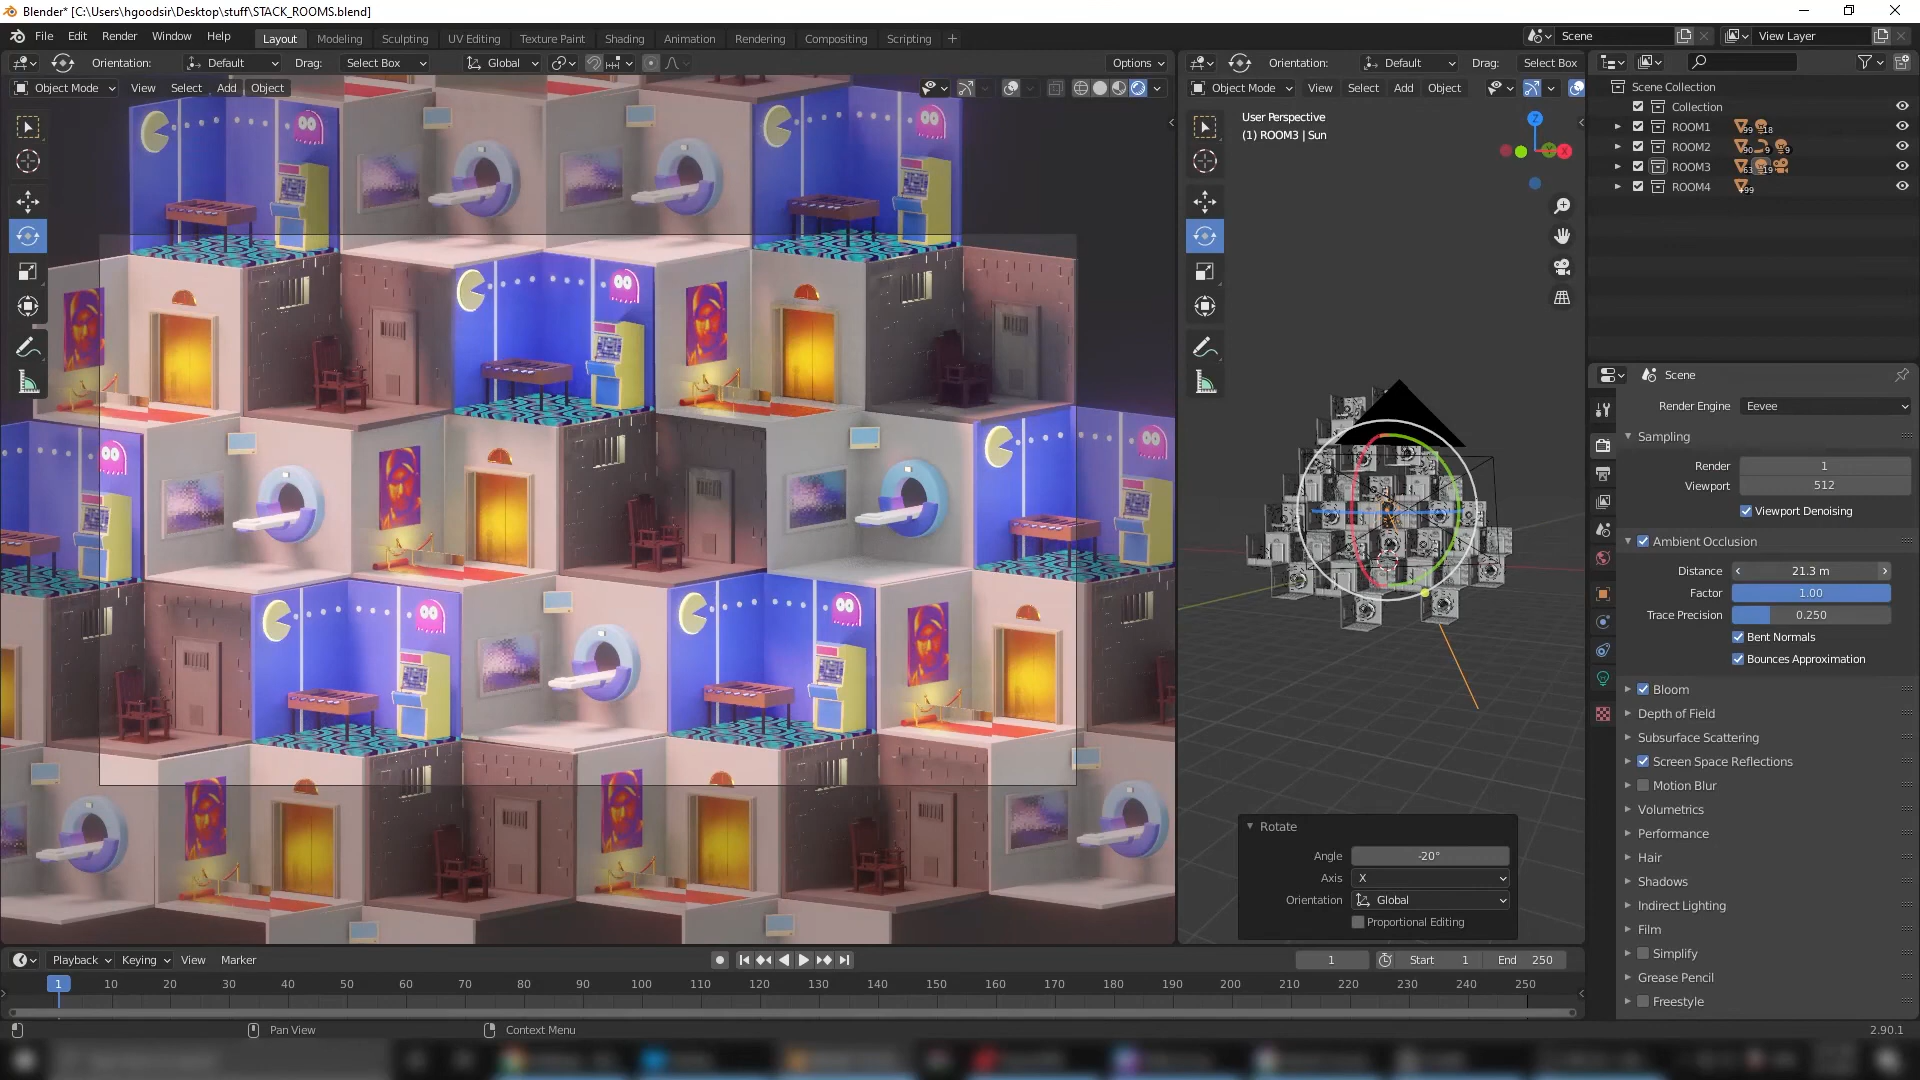 Blender* [C:\Users\hgoodsir\Desktop\stuff\STACK_ROOMS.blend]
File Edit Render Window Help Layout Modeling Sculpting UV Editing Texture Paint Shading Animation Rendering Compositing Scripting + Scene View Layer
Orientation: Default Drag: Select Box Global Options Orientation: Default Drag: Select Box
Object Mode View Select Add Object Object Mode View Select Add Object
Scene Collection
Collection
ROOM1 99 18
ROOM2 90 9 9
ROOM3 63 19
ROOM4 99
User Perspective
(1) ROOM3 | Sun
Z
X
Scene
Render Engine Eevee
Sampling
Render 1
Viewport 512
Viewport Denoising
Ambient Occlusion
Distance 21.3 m
Factor 1.00
Trace Precision 0.250
Bent Normals
Bounces Approximation
Bloom
Depth of Field
Subsurface Scattering
Screen Space Reflections
Motion Blur
Volumetrics
Performance
Hair
Shadows
Indirect Lighting
Film
Simplify
Grease Pencil
Freestyle
Rotate
Angle -20°
Axis X
Orientation Global
Proportional Editing
Playback Keying View Marker 1 Start 1 End 250
1 10 20 30 40 50 60 70 80 90 100 110 120 130 140 150 160 170 180 190 200 210 220 230 240 250
Pan View Context Menu 2.90.1